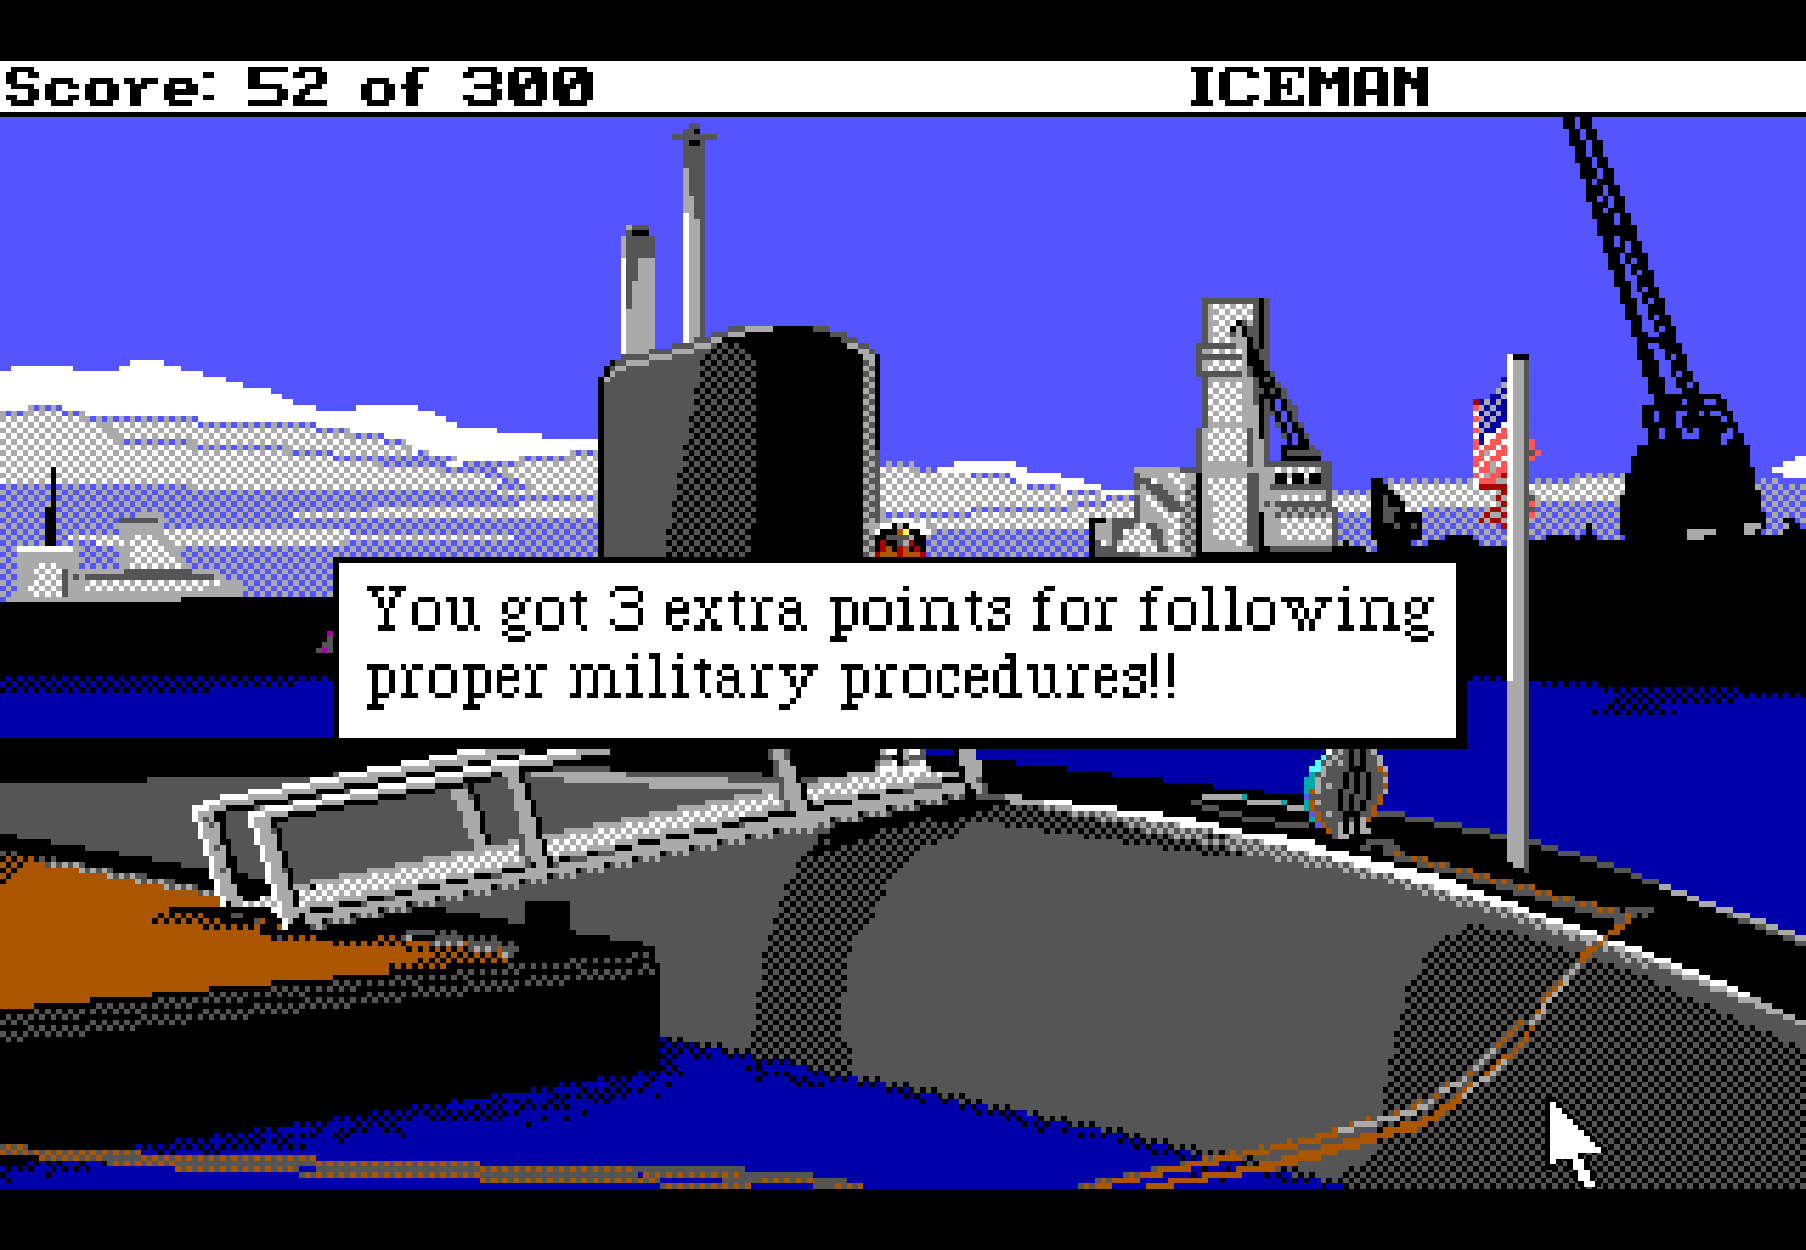 Score: 52 of 300
ICEMAN
You got 3 extra points for following
proper military procedures!!